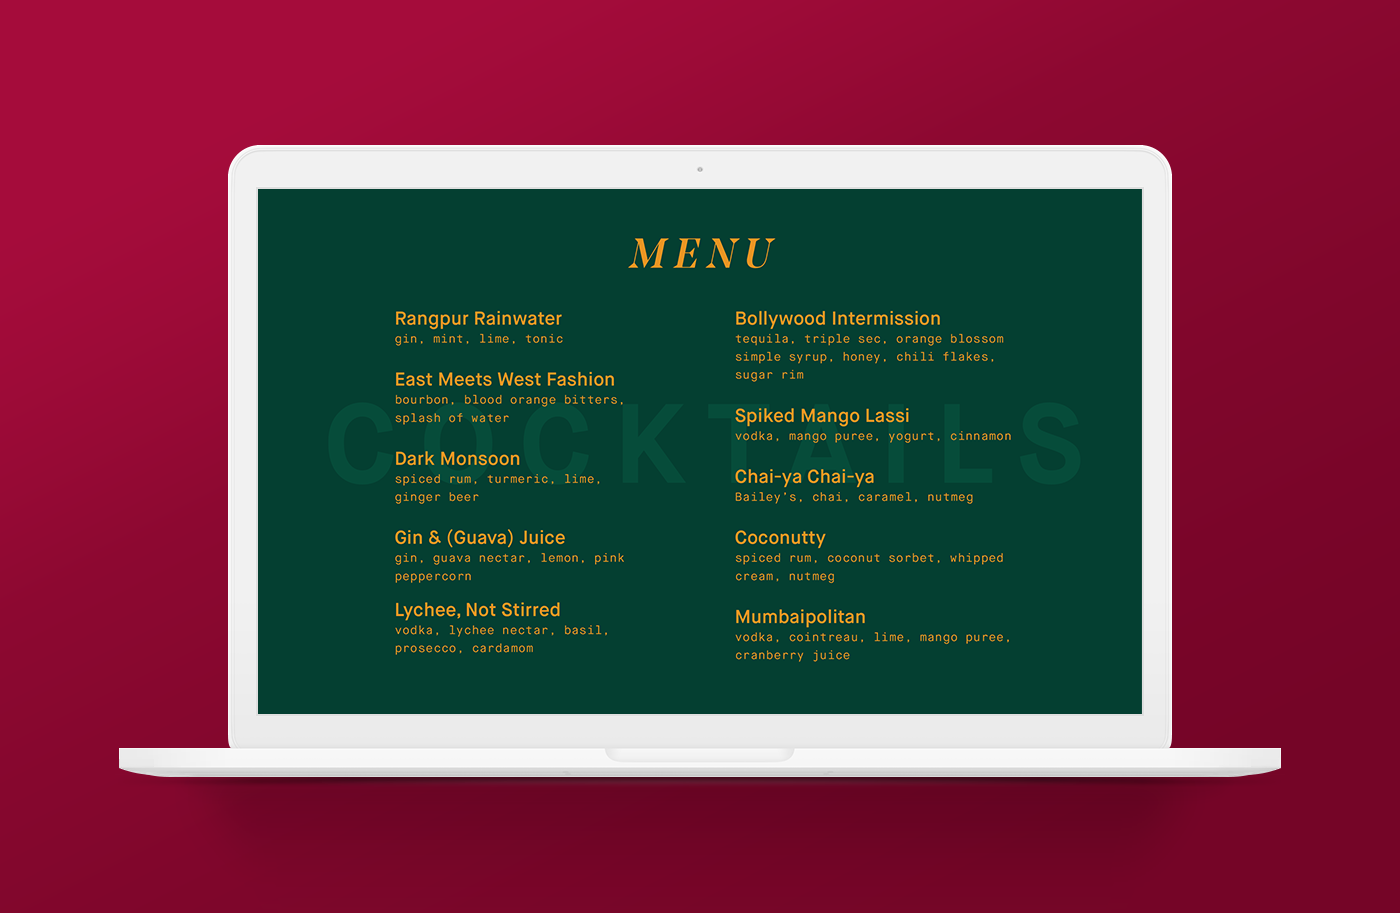 MENU
COCKTAILS
Rangpur Rainwater
gin, mint, lime, tonic
East Meets West Fashion
bourbon, blood orange bitters,
splash of water
Dark Monsoon
spiced rum, turmeric, lime,
ginger beer
Gin & (Guava) Juice
gin, guava nectar, lemon, pink
peppercorn
Lychee, Not Stirred
vodka, lychee nectar, basil,
prosecco, cardamom
Bollywood Intermission
tequila, triple sec, orange blossom
simple syrup, honey, chili flakes,
sugar rim
Spiked Mango Lassi
vodka, mango puree, yogurt, cinnamon
Chai-ya Chai-ya
Bailey's, chai, caramel, nutmeg
Coconutty
spiced rum, coconut sorbet, whipped
cream, nutmeg
Mumbaipolitan
vodka, cointreau, lime, mango puree,
cranberry juice